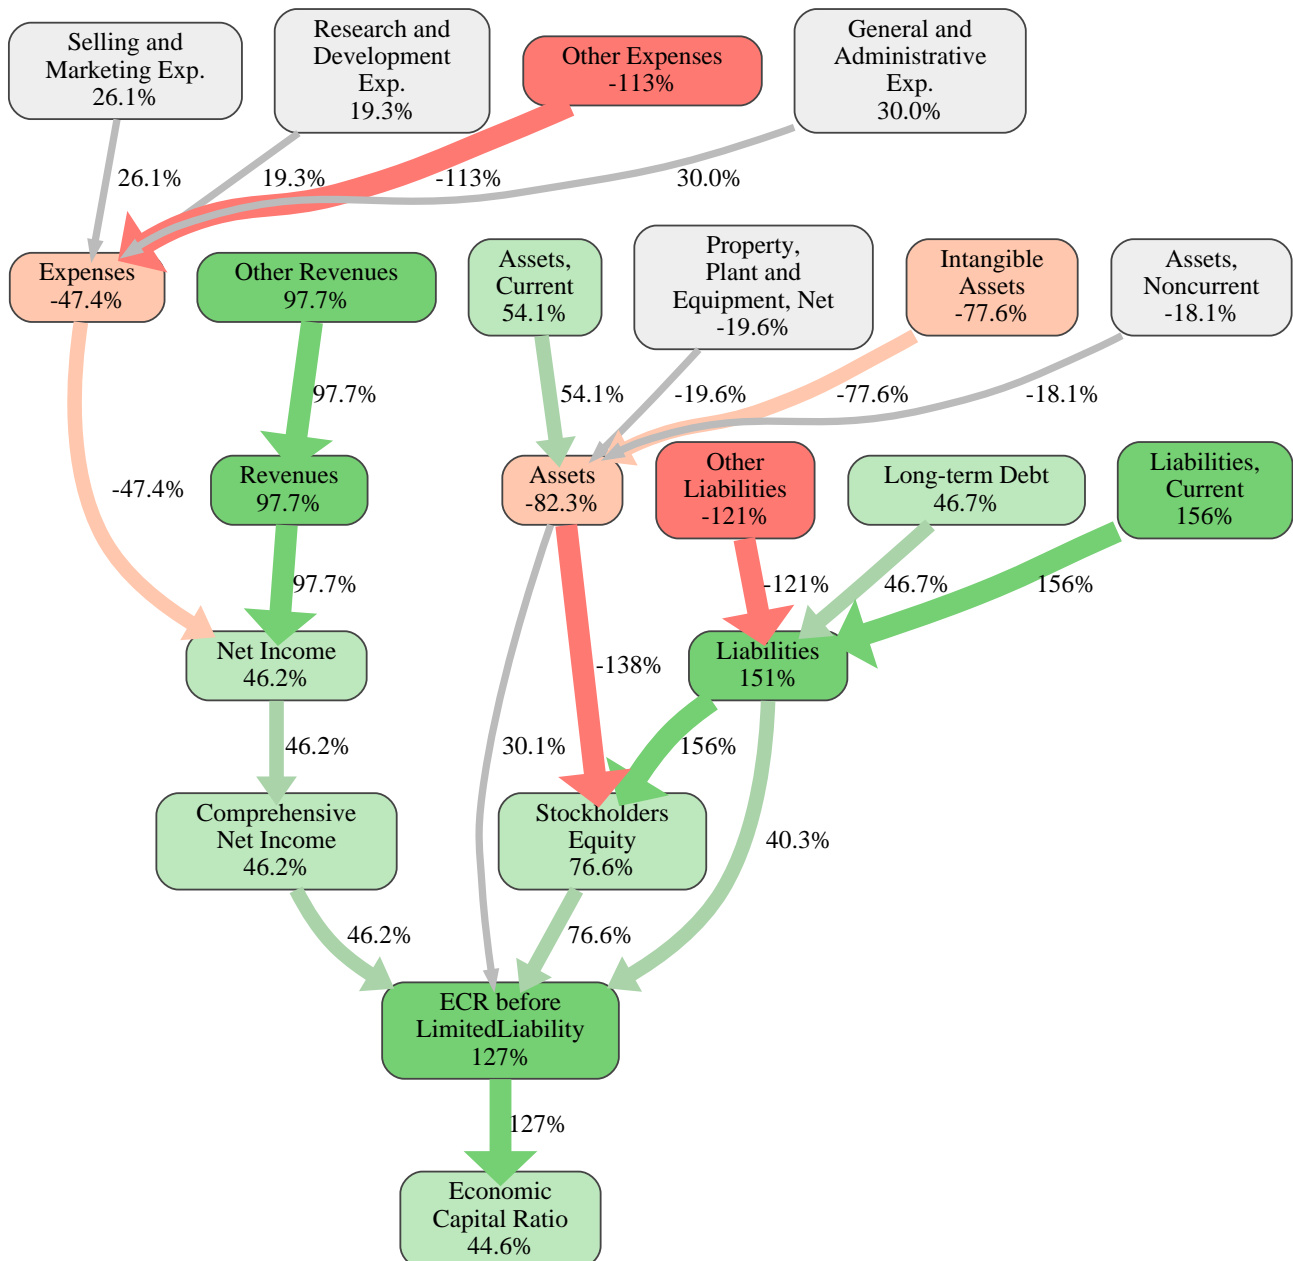 Selling and
Marketing Exp.
26.1%
Research and
Development
Exp.
19.3%
Other Expenses
-113%
General and
Administrative
Exp.
30.0%
26.1%
19.3%
-113%
30.0%
Expenses
-47.4%
Other Revenues
97.7%
Assets,
Current
54.1%
Property,
Plant and
Equipment, Net
-19.6%
Intangible
Assets
-77.6%
Assets,
Noncurrent
-18.1%
97.7%
54.1%
-19.6%
-77.6%
-18.1%
Revenues
97.7%
Assets
-82.3%
Other
Liabilities
-121%
Long-term Debt
46.7%
Liabilities,
Current
156%
-47.4%
97.7%
-121%
46.7%
156%
Net Income
46.2%
-138%
Liabilities
151%
46.2%
30.1%
156%
Comprehensive
Net Income
46.2%
Stockholders
Equity
76.6%
40.3%
46.2%
76.6%
ECR before
LimitedLiability
127%
127%
Economic
Capital Ratio
44.6%